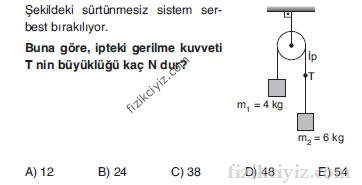 Şekildeki sürtünmesiz sistem ser-
best bırakılıyor.
Buna göre, ipteki gerilme kuvveti
T nin büyüklüğü kaç N dur?
fizikciyiz.com
İp
T
m1 = 4 kg
m2 = 6 kg
A) 12 B) 24 C) 38 D) 48 E) 54
fizikciyiz.com